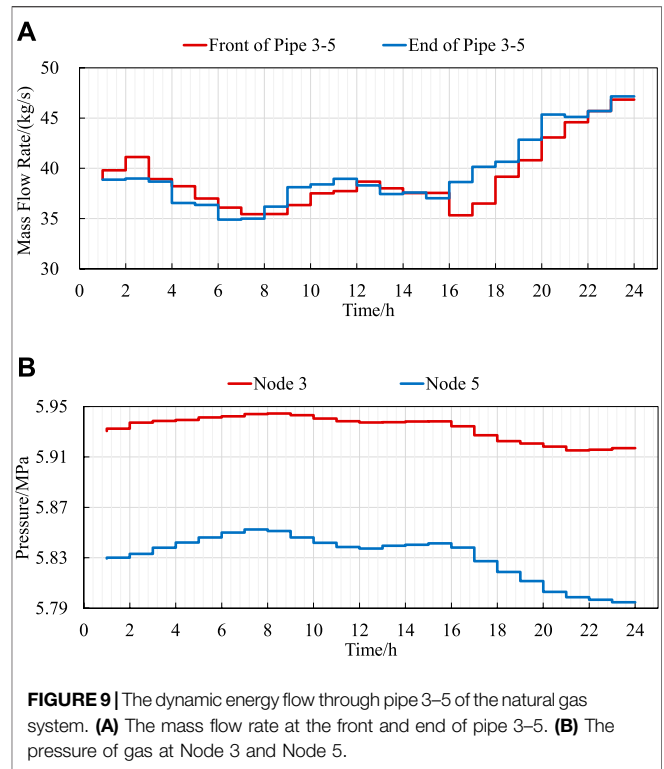 A
Front of Pipe 3-5 End of Pipe 3-5
Mass Flow Rate/(kg/s)
50
45
40
35
30
0 2 4 6 8 10 12 14 16 18 20 22 24
Time/h
B
Node 3 Node 5
Pressure/MPa
5.95
5.91
5.87
5.83
5.79
0 2 4 6 8 10 12 14 16 18 20 22 24
Time/h
FIGURE 9 | The dynamic energy flow through pipe 3–5 of the natural gas
system. (A) The mass flow rate at the front and end of pipe 3–5. (B) The
pressure of gas at Node 3 and Node 5.